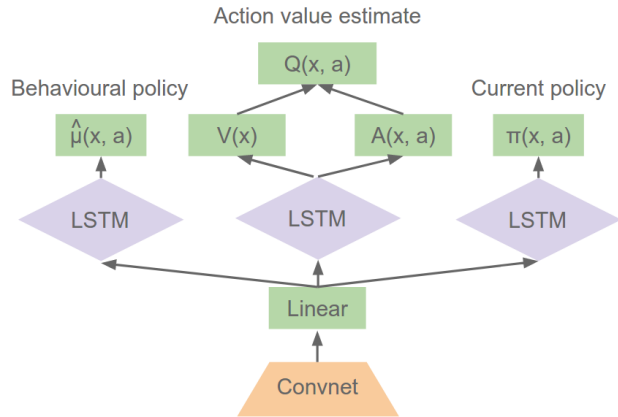 Action value estimate
Q(x, a)
Behavioural policy
Current policy
μ̂(x, a)
V(x)
A(x, a)
π(x, a)
LSTM
LSTM
LSTM
Linear
Convnet